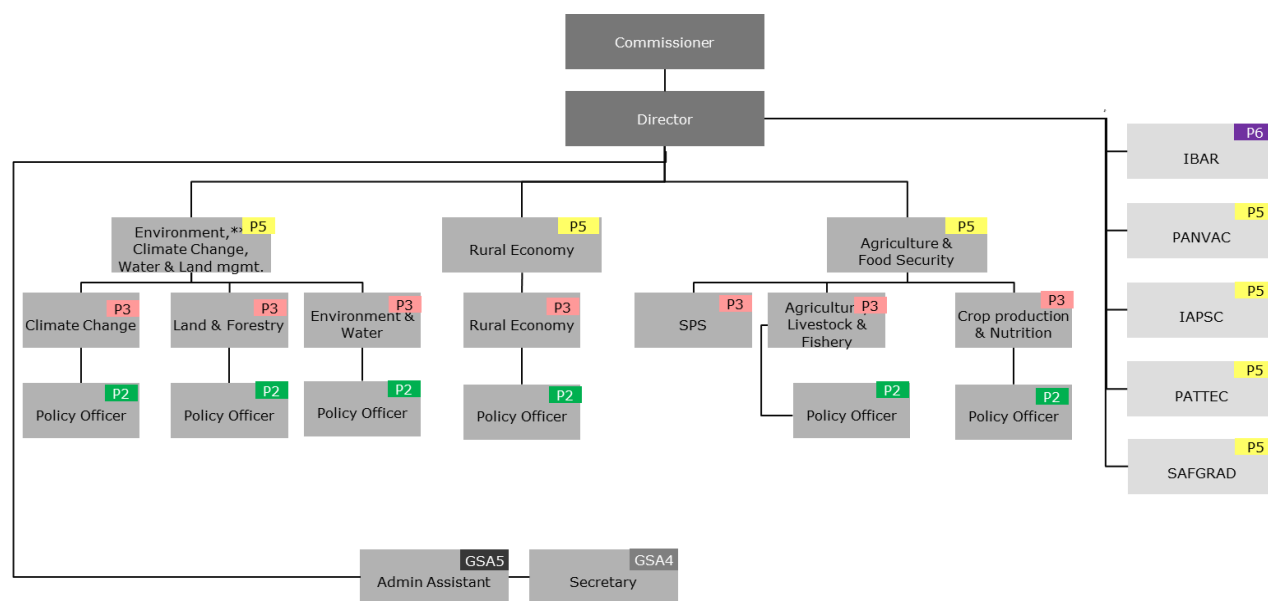 Commissioner
Director
P6
IBAR
P5
PANVAC
P5
IAPSC
P5
PATTEC
P5
SAFGRAD
P5
Environment,**
Climate Change,
Water & Land mgmt.
P5
Rural Economy
P5
Agriculture &
Food Security
P3
Climate Change
P3
Land & Forestry
P3
Environment &
Water
P3
Rural Economy
P3
SPS
P3
Livestock &
Fishery
P3
Crop production
& Nutrition
P2
Policy Officer
P2
Policy Officer
P2
Policy Officer
P2
Policy Officer
P2
Policy Officer
P2
Policy Officer
GSA5
Admin Assistant
GSA4
Secretary